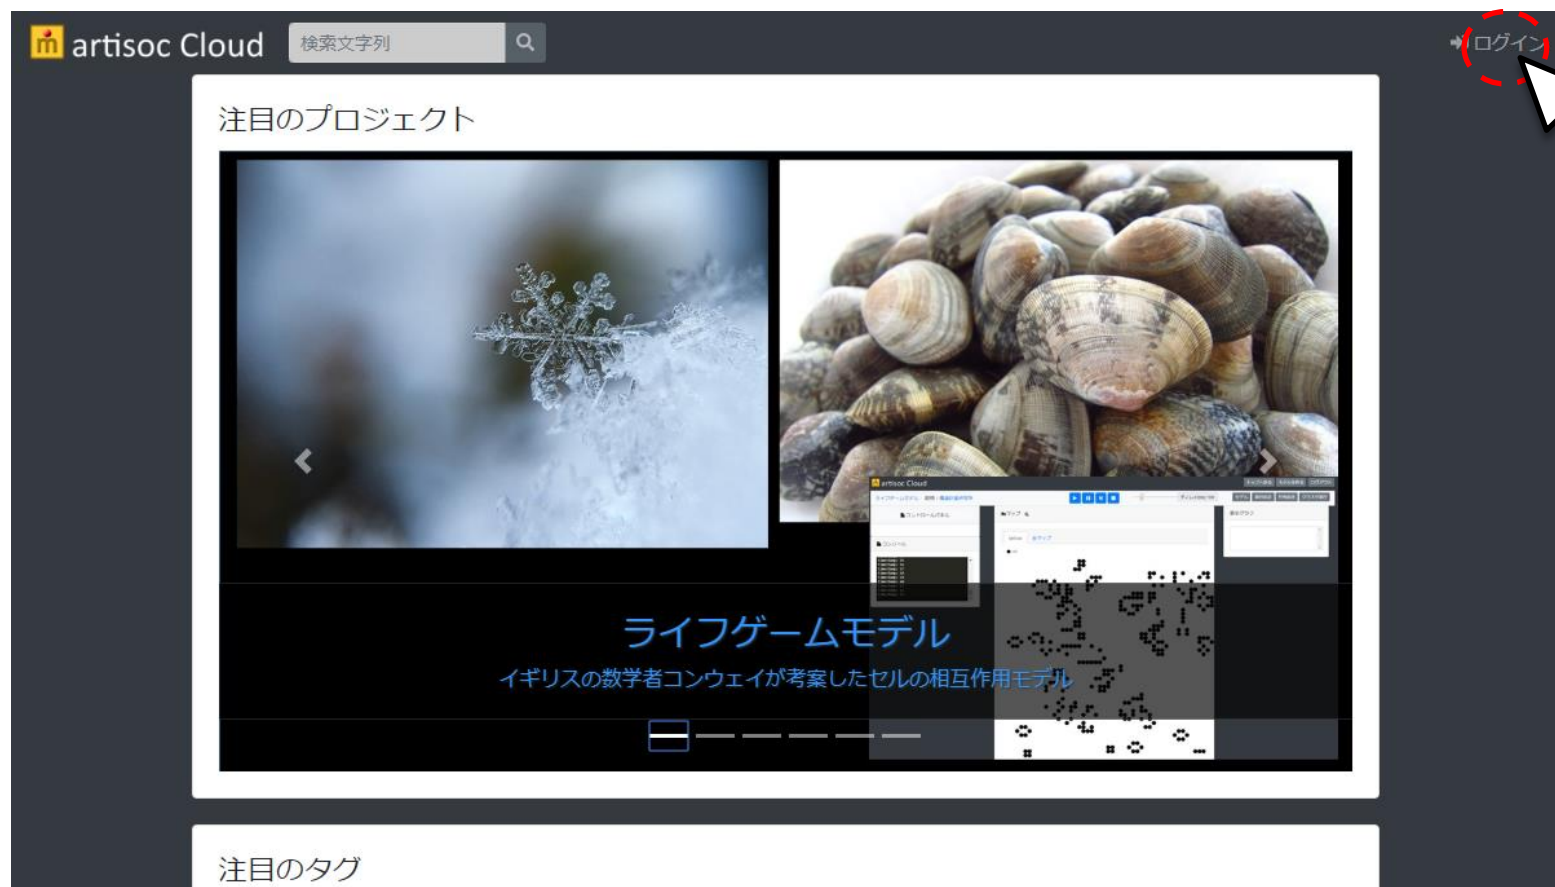 artisoc Cloud
検索文字列
ログイン
注目のプロジェクト
artisoc Cloud
ライフゲームモデル
イギリスの数学者コンウェイが考案したセルの相互作用モデル
注目のタグ